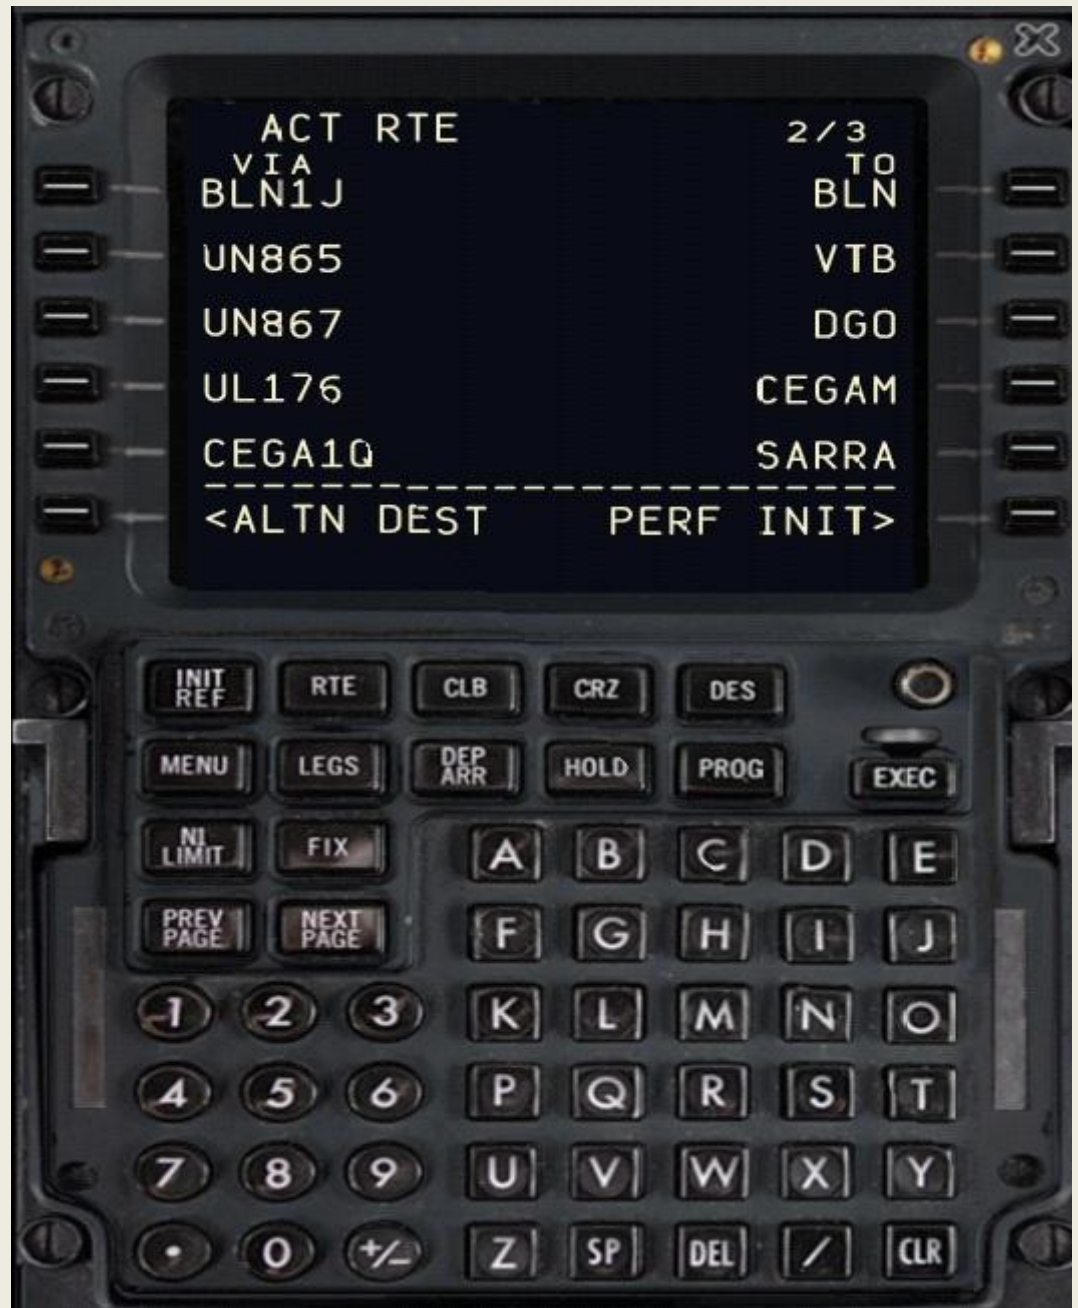 ACT RTE 2/3
VIA TO
BLN1J BLN
UN865 VTB
UN867 DGO
UL176 CEGAM
CEGA1Q SARRA
<ALTN DEST PERF INIT>
INIT REF RTE CLB CRZ DES
MENU LEGS DEP ARR HOLD PROG EXEC
N1 LIMIT FIX A B C D E
PREV PAGE NEXT PAGE F G H I J
1 2 3 K L M N O
4 5 6 P Q R S T
7 8 9 U V W X Y
. 0 +/- Z SP DEL / CLR